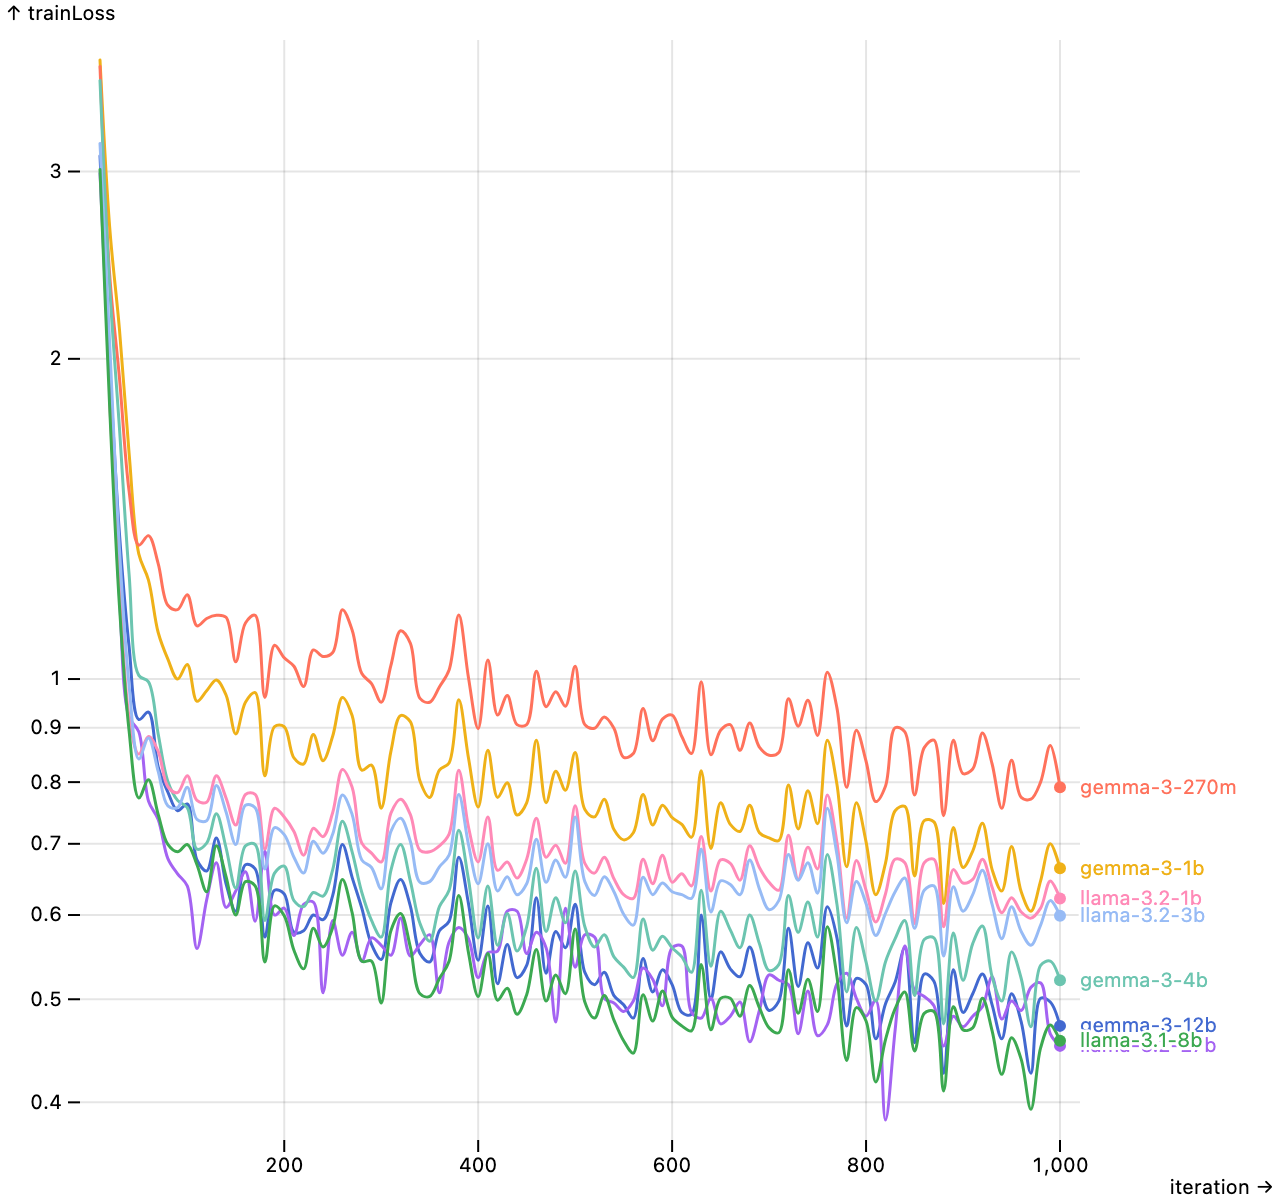 ↑ trainLoss
3
2
1
0.9
0.8
0.7
0.6
0.5
0.4
gemma-3-270m
gemma-3-1b
llama-3.2-1b
llama-3.2-3b
gemma-3-4b
gemma-3-12b
llama-3.1-8b
200
400
600
800
1,000
iteration →